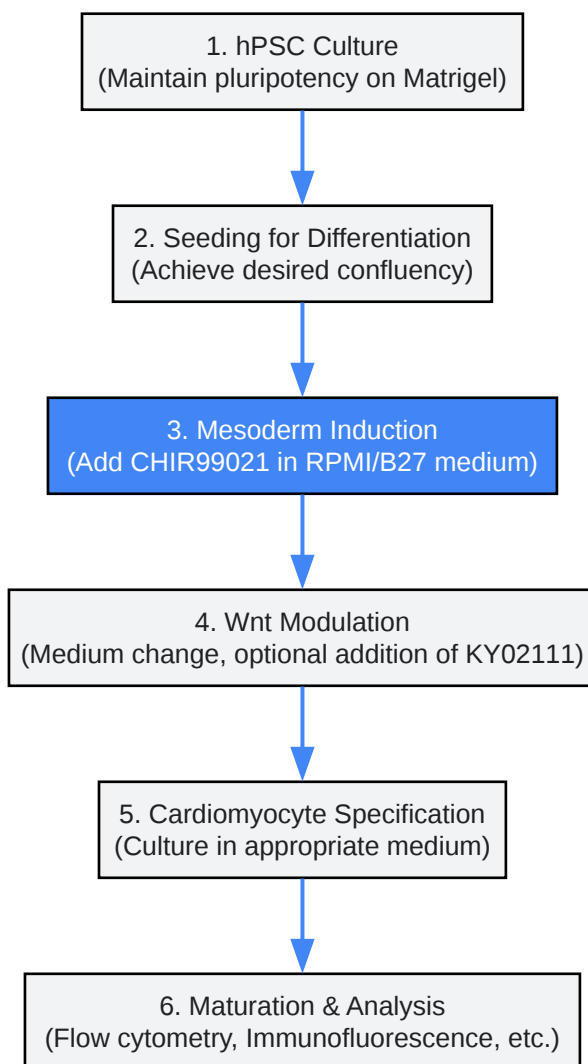 1. hPSC Culture
(Maintain pluripotency on Matrigel)
2. Seeding for Differentiation
(Achieve desired confluency)
3. Mesoderm Induction
(Add CHIR99021 in RPMI/B27 medium)
4. Wnt Modulation
(Medium change, optional addition of KY02111)
5. Cardiomyocyte Specification
(Culture in appropriate medium)
6. Maturation & Analysis
(Flow cytometry, Immunofluorescence, etc.)